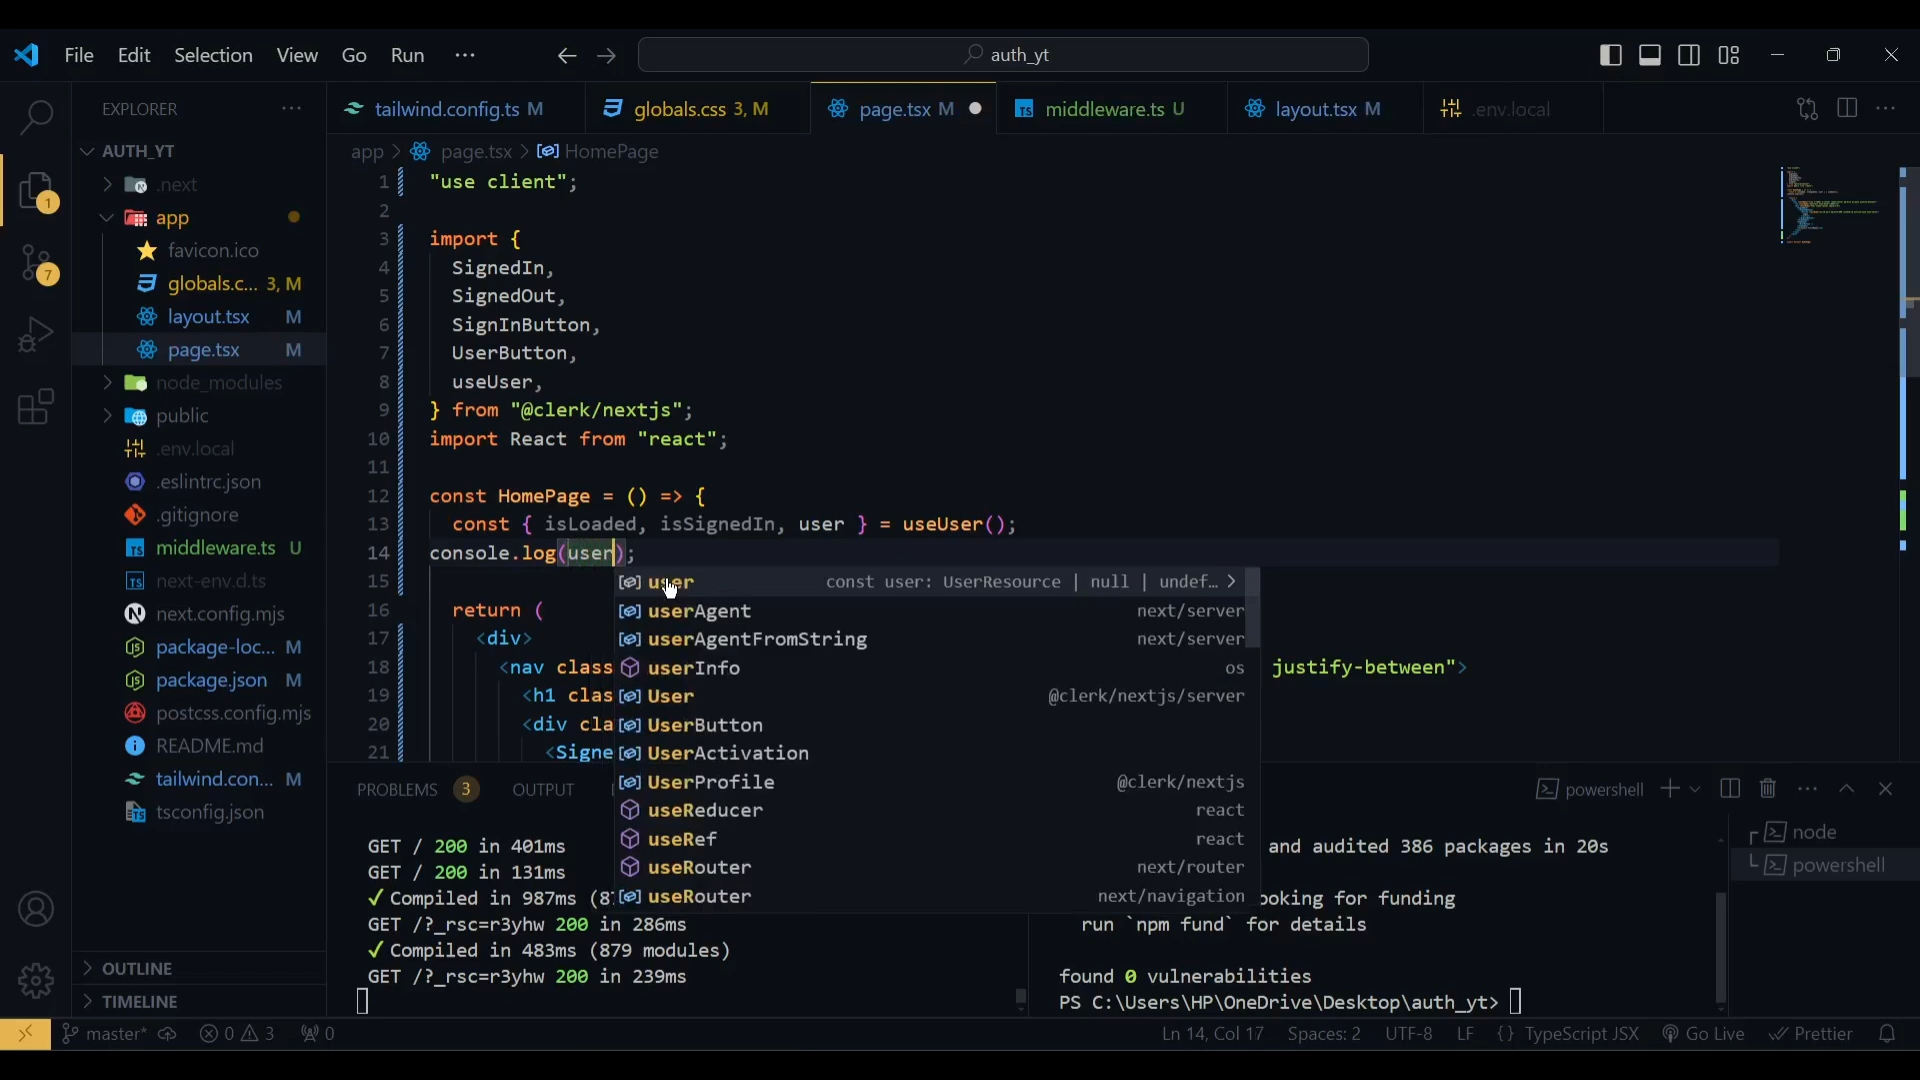 File Edit Selection View Go Run ···
auth_yt
EXPLORER
AUTH_YT
.next
app
favicon.ico
globals.c... 3, M
layout.tsx M
page.tsx M
node_modules
public
.env.local
.eslintrc.json
.gitignore
middleware.ts U
next-env.d.ts
next.config.mjs
package-loc... M
package.json M
postcss.config.mjs
README.md
tailwind.con... M
tsconfig.json
OUTLINE
TIMELINE
1
7
tailwind.config.ts M globals.css 3, M page.tsx M middleware.ts U layout.tsx M .env.local
app > page.tsx > HomePage
1 "use client";
2
3 import {
4 SignedIn,
5 SignedOut,
6 SignInButton,
7 UserButton,
8 useUser,
9 } from "@clerk/nextjs";
10 import React from "react";
11
12 const HomePage = () => {
13 const { isLoaded, isSignedIn, user } = useUser();
14 console.log(user);
15
16 return (
17 <div>
18 <nav class justify-between">
19 <h1 clas
20 <div cla
21 <Signe
user const user: UserResource | null | undef...
userAgent next/server
userAgentFromString next/server
userInfo os
User @clerk/nextjs/server
UserButton
UserActivation
UserProfile @clerk/nextjs
useReducer react
useRef react
useRouter next/router
useRouter next/navigation
PROBLEMS 3 OUTPUT
powershell
GET / 200 in 401ms
GET / 200 in 131ms
✓ Compiled in 987ms (87
GET /?_rsc=r3yhw 200 in 286ms
✓ Compiled in 483ms (879 modules)
GET /?_rsc=r3yhw 200 in 239ms
and audited 386 packages in 20s
ooking for funding
run `npm fund` for details
found 0 vulnerabilities
PS C:\Users\HP\OneDrive\Desktop\auth_yt>
node
powershell
master* 0 3 0 Ln 14, Col 17 Spaces: 2 UTF-8 LF {} TypeScript JSX Go Live Prettier